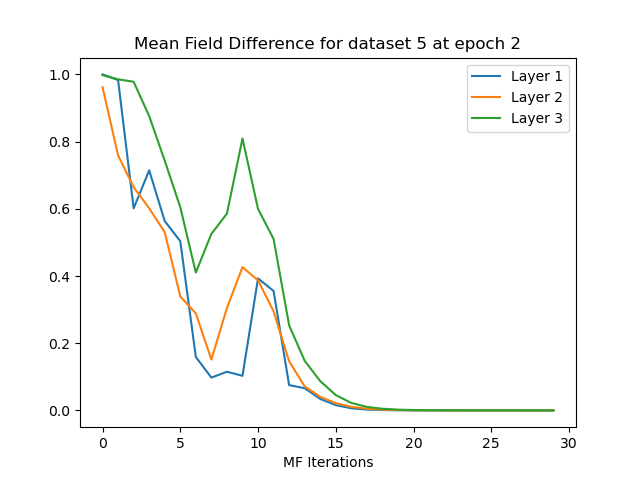 Mean Field Difference for dataset 5 at epoch 2
Layer 1
Layer 2
Layer 3
1.0
0.8
0.6
0.4
0.2
0.0
0 5 10 15 20 25 30
MF Iterations